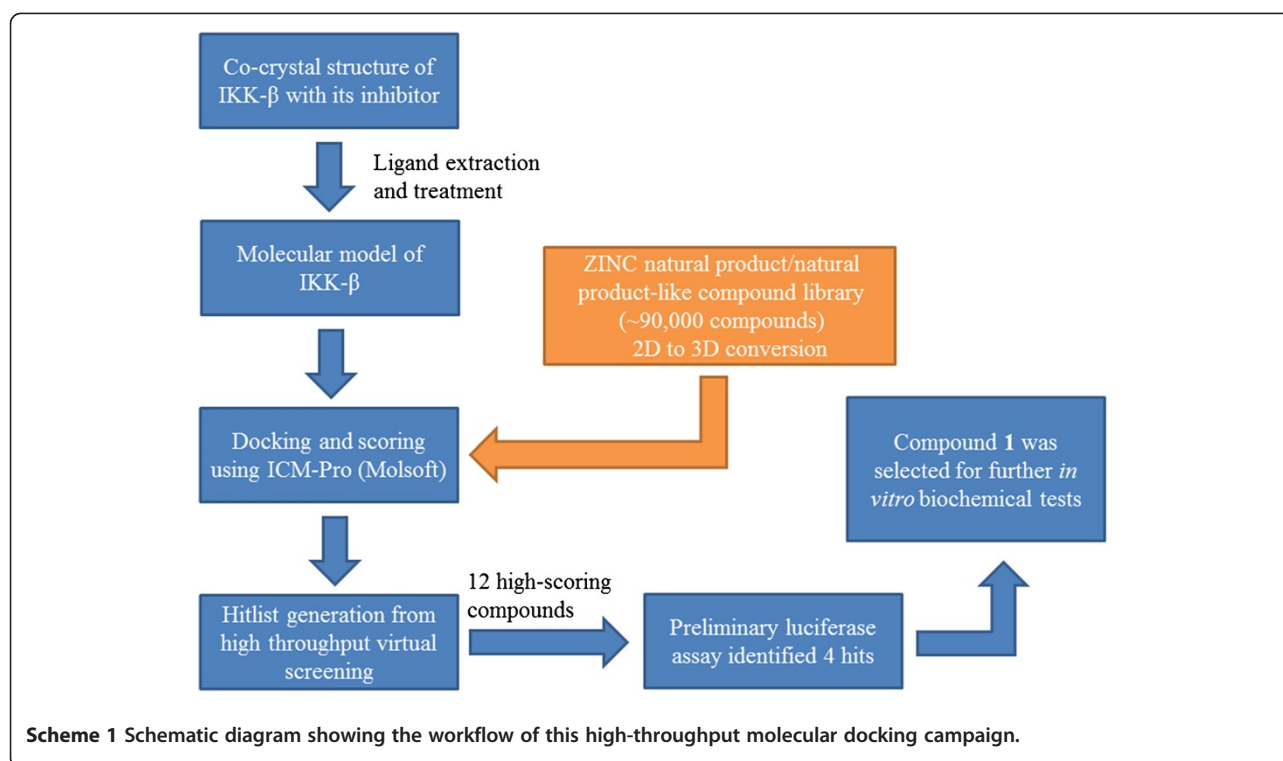 Co-crystal structure of
IKK-β with its inhibitor
Ligand extraction
and treatment
Molecular model of
IKK-β
ZINC natural product/natural
product-like compound library
(~90,000 compounds)
2D to 3D conversion
Docking and scoring
using ICM-Pro (Molsoft)
Compound 1 was
selected for further in
vitro biochemical tests
Hitlist generation from
high throughput virtual
screening
12 high-scoring
compounds
Preliminary luciferase
assay identified 4 hits
Scheme 1 Schematic diagram showing the workflow of this high-throughput molecular docking campaign.